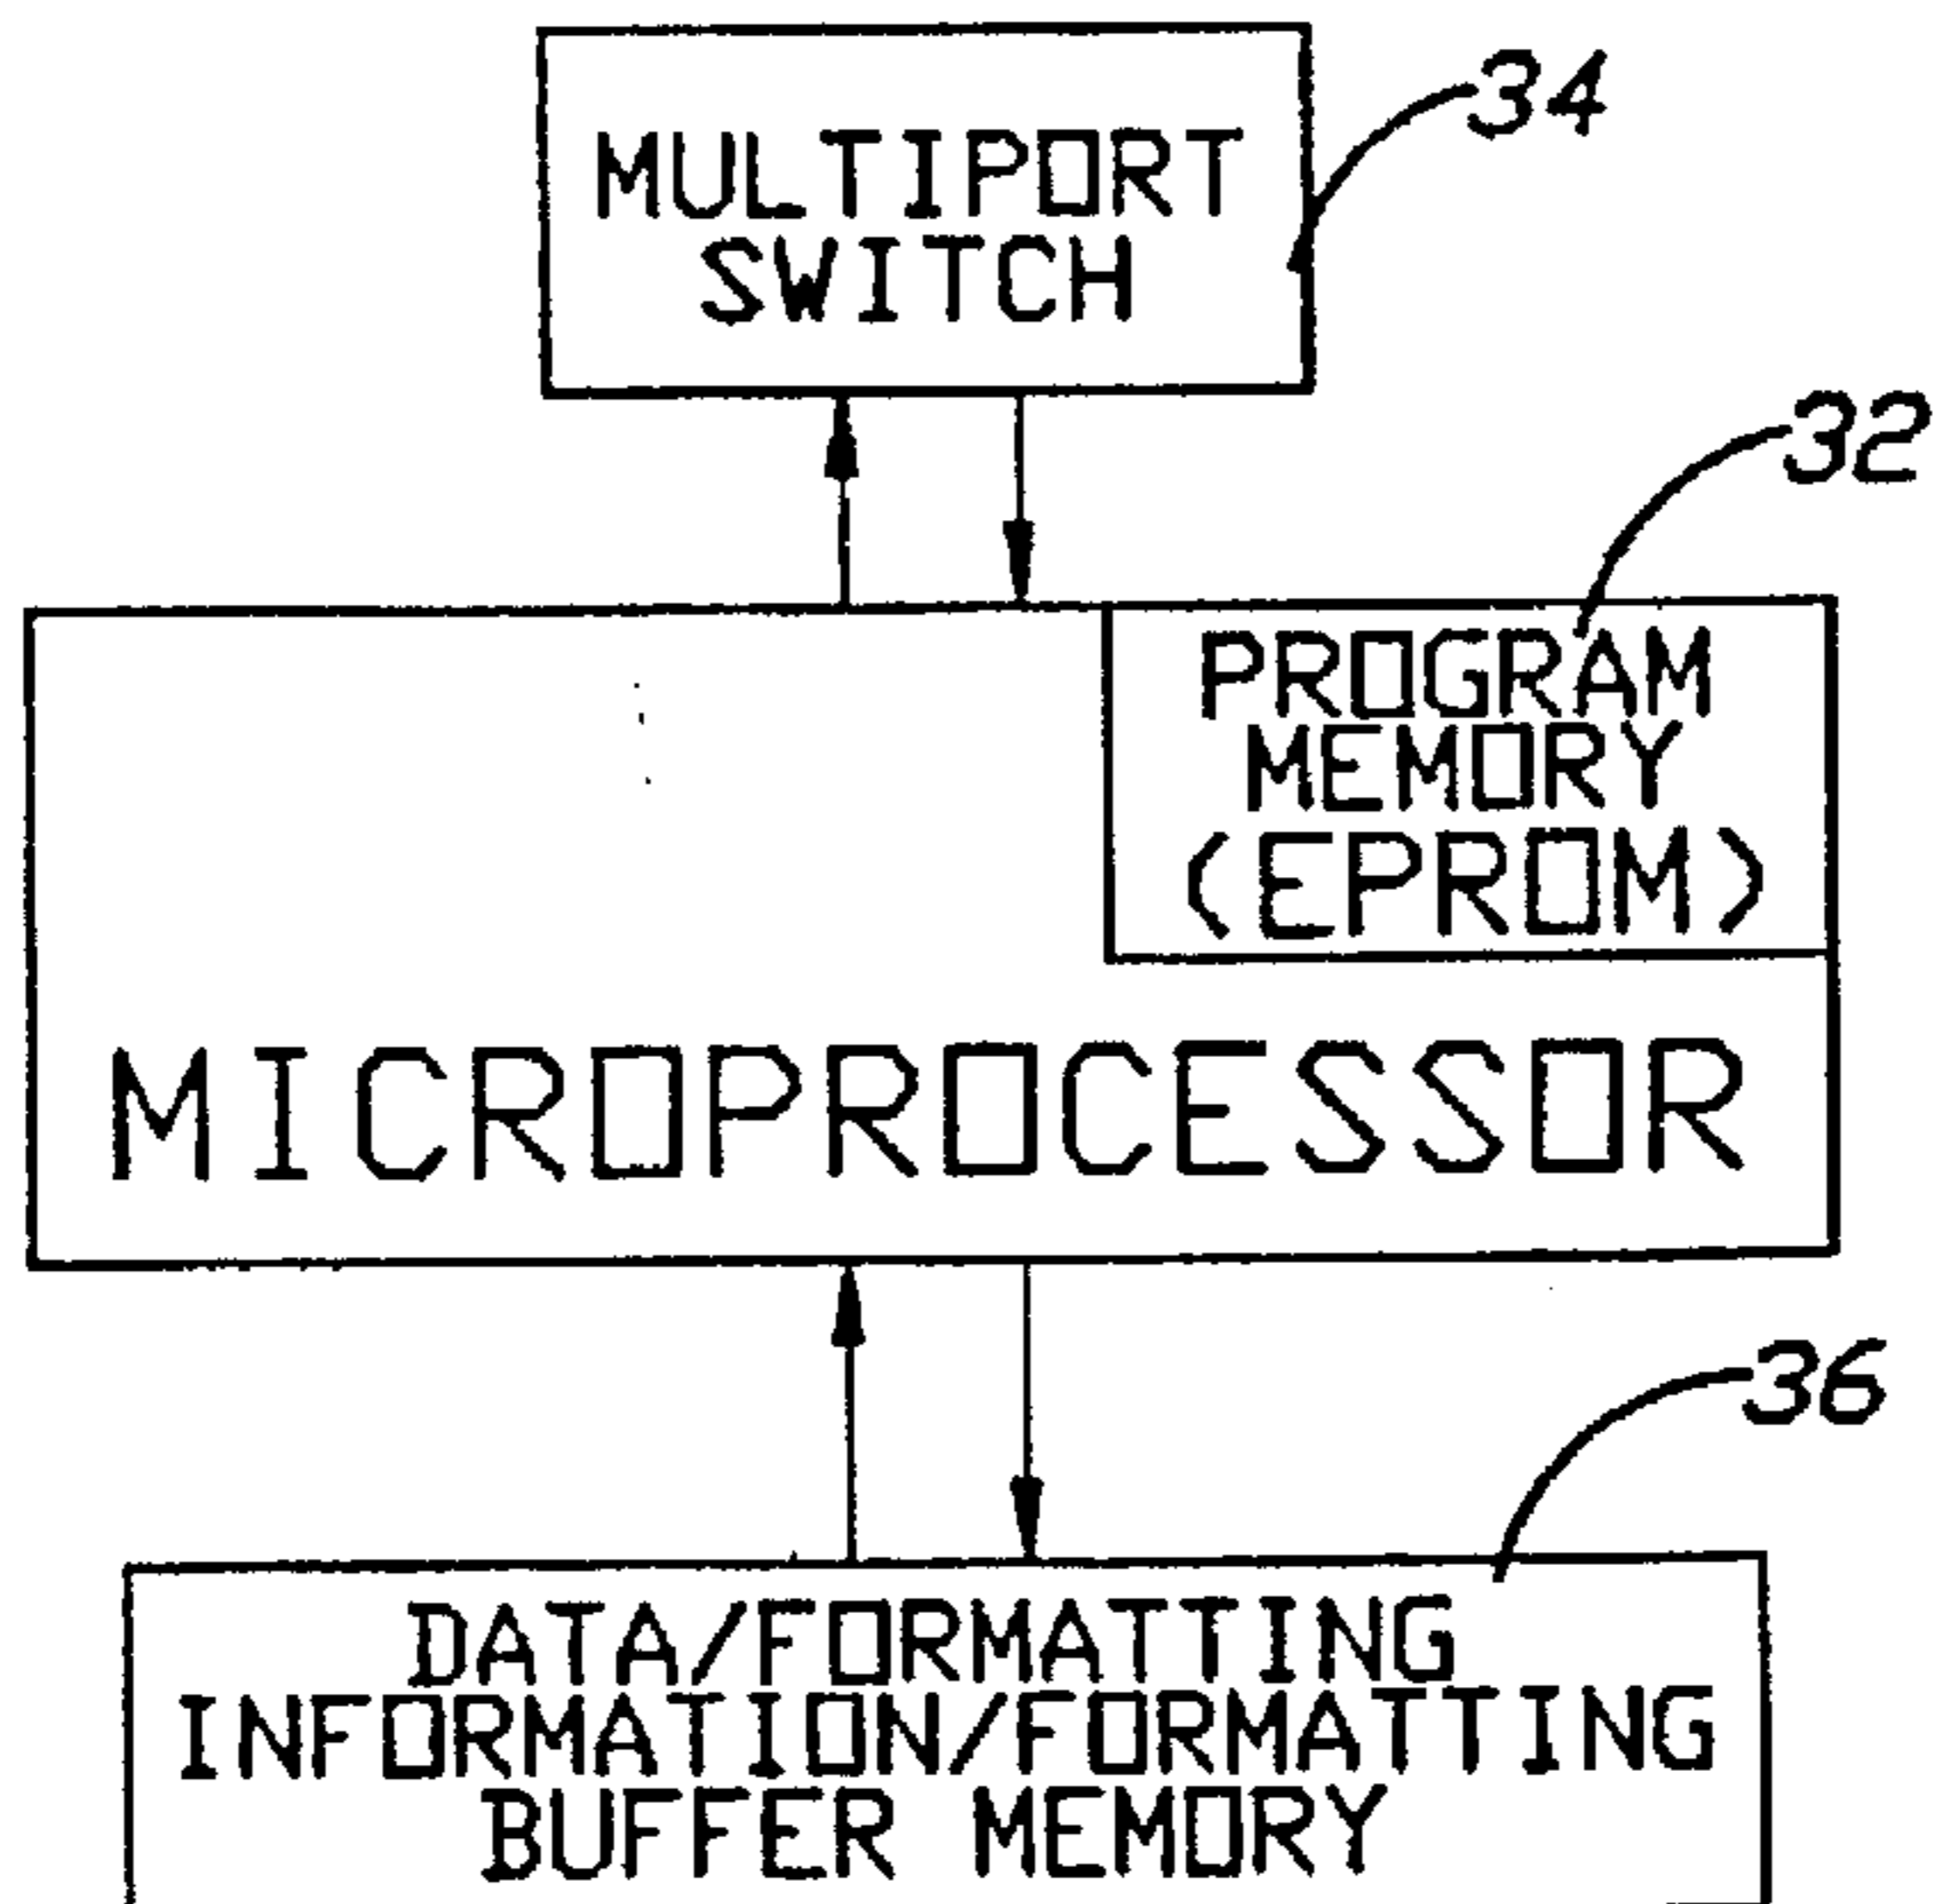 MULTIPORT
SWITCH
34
32
PROGRAM
MEMORY
(EPROM)
MICROPROCESSOR
36
DATA/FORMATTING
INFORMATION/FORMATTING
BUFFER MEMORY